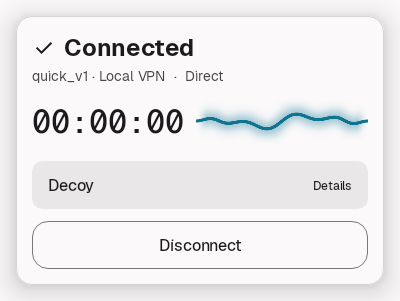 Connected
quick_v1 · Local VPN · Direct
00:00:00
Decoy Details
Disconnect